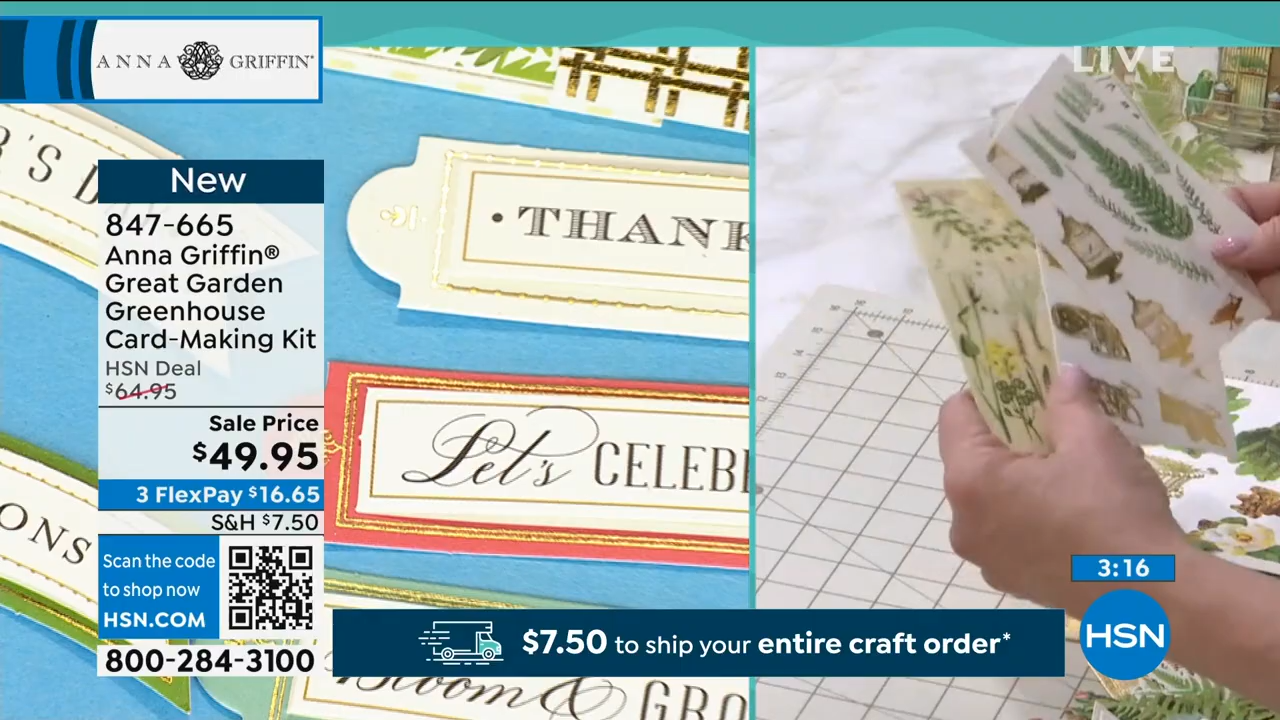 ANNA GRIFFIN®
LIVE
New
847-665
Anna Griffin®
Great Garden
Greenhouse
Card-Making Kit
HSN Deal
$64.95
Sale Price
$49.95
3 FlexPay $16.65
S&H $7.50
Scan the code
to shop now
HSN.COM
800-284-3100
'S D
• THANK
Let's CELEB
ONS
Bloom & GRO
$7.50 to ship your entire craft order*
3:16
HSN